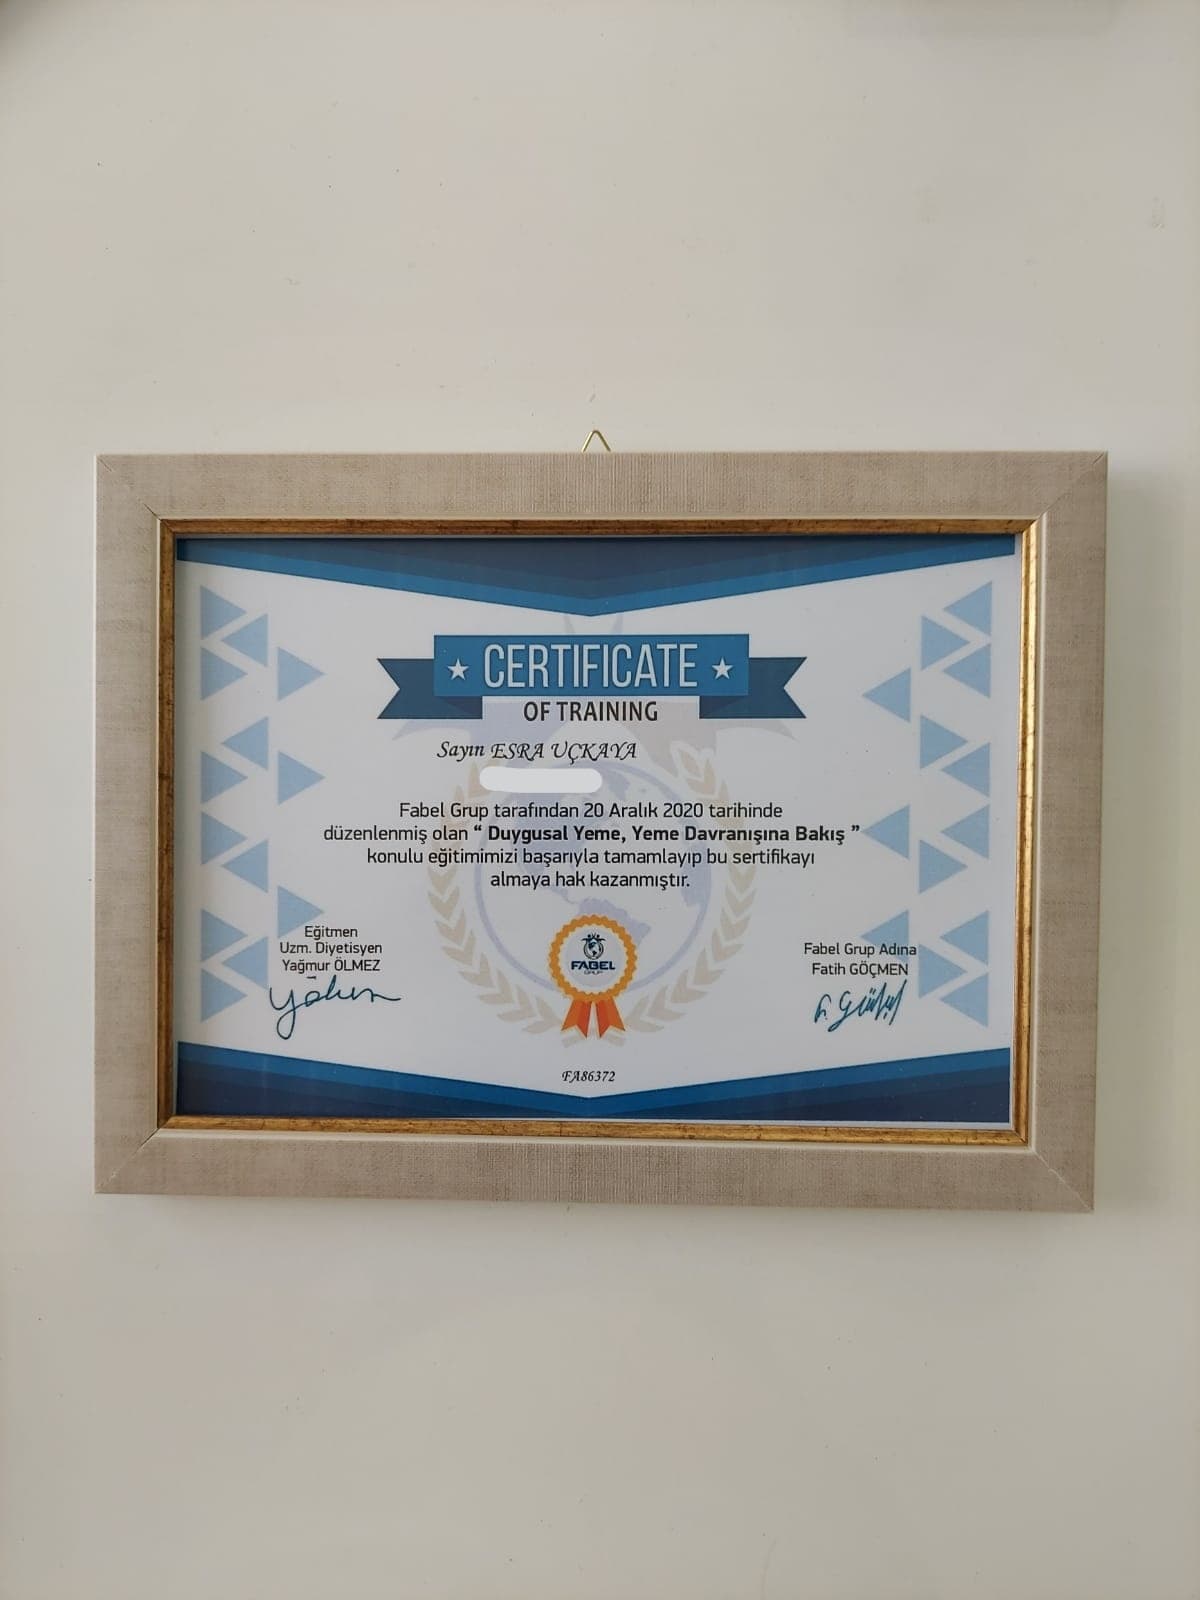 CERTIFICATE
OF TRAINING
Sayın ESRA UÇKAYA
Fabel Grup tarafından 20 Aralık 2020 tarihinde
düzenlenmiş olan “ Duygusal Yeme, Yeme Davranışına Bakış ”
konulu eğitimimizi başarıyla tamamlayıp bu sertifikayı
almaya hak kazanmıştır.
Eğitmen
Uzm. Diyetisyen
Yağmur ÖLMEZ
FABEL
GRUP
Fabel Grup Adına
Fatih GÖÇMEN
FA86372